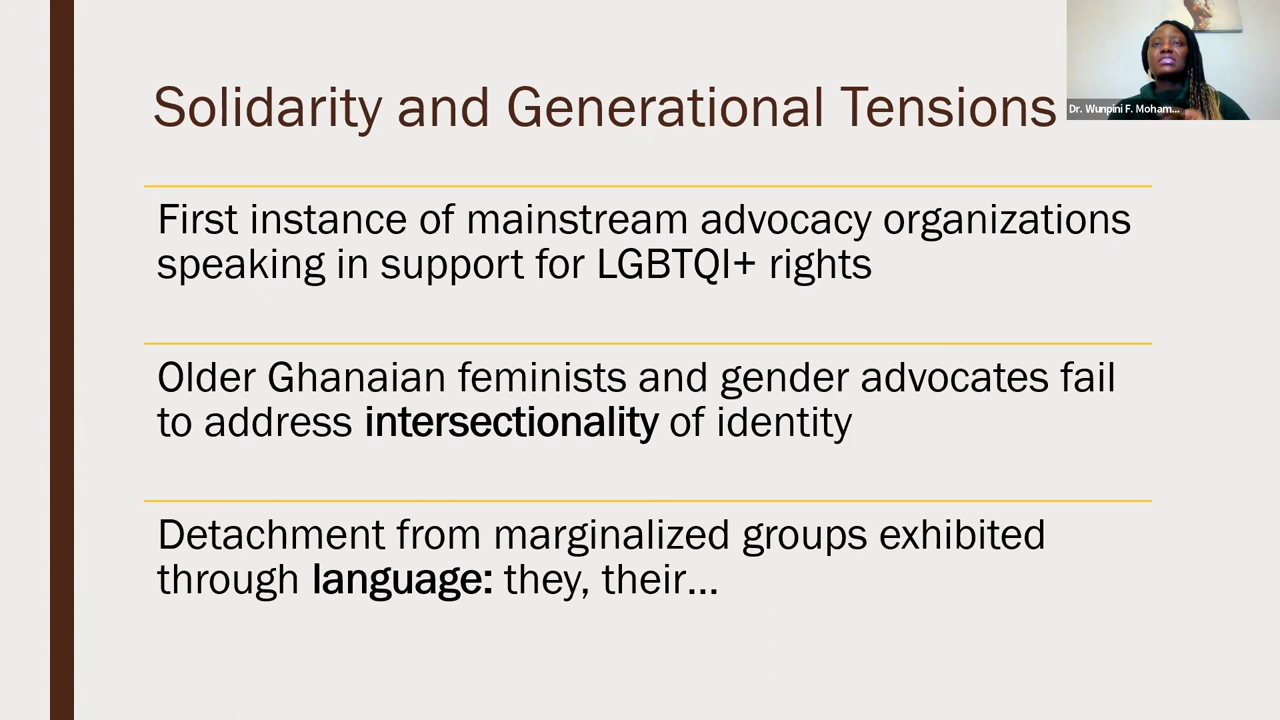 Solidarity and Generational Tensions
Dr. Wunpini F. Moham...
First instance of mainstream advocacy organizations
speaking in support for LGBTQI+ rights
Older Ghanaian feminists and gender advocates fail
to address intersectionality of identity
Detachment from marginalized groups exhibited
through language: they, their...